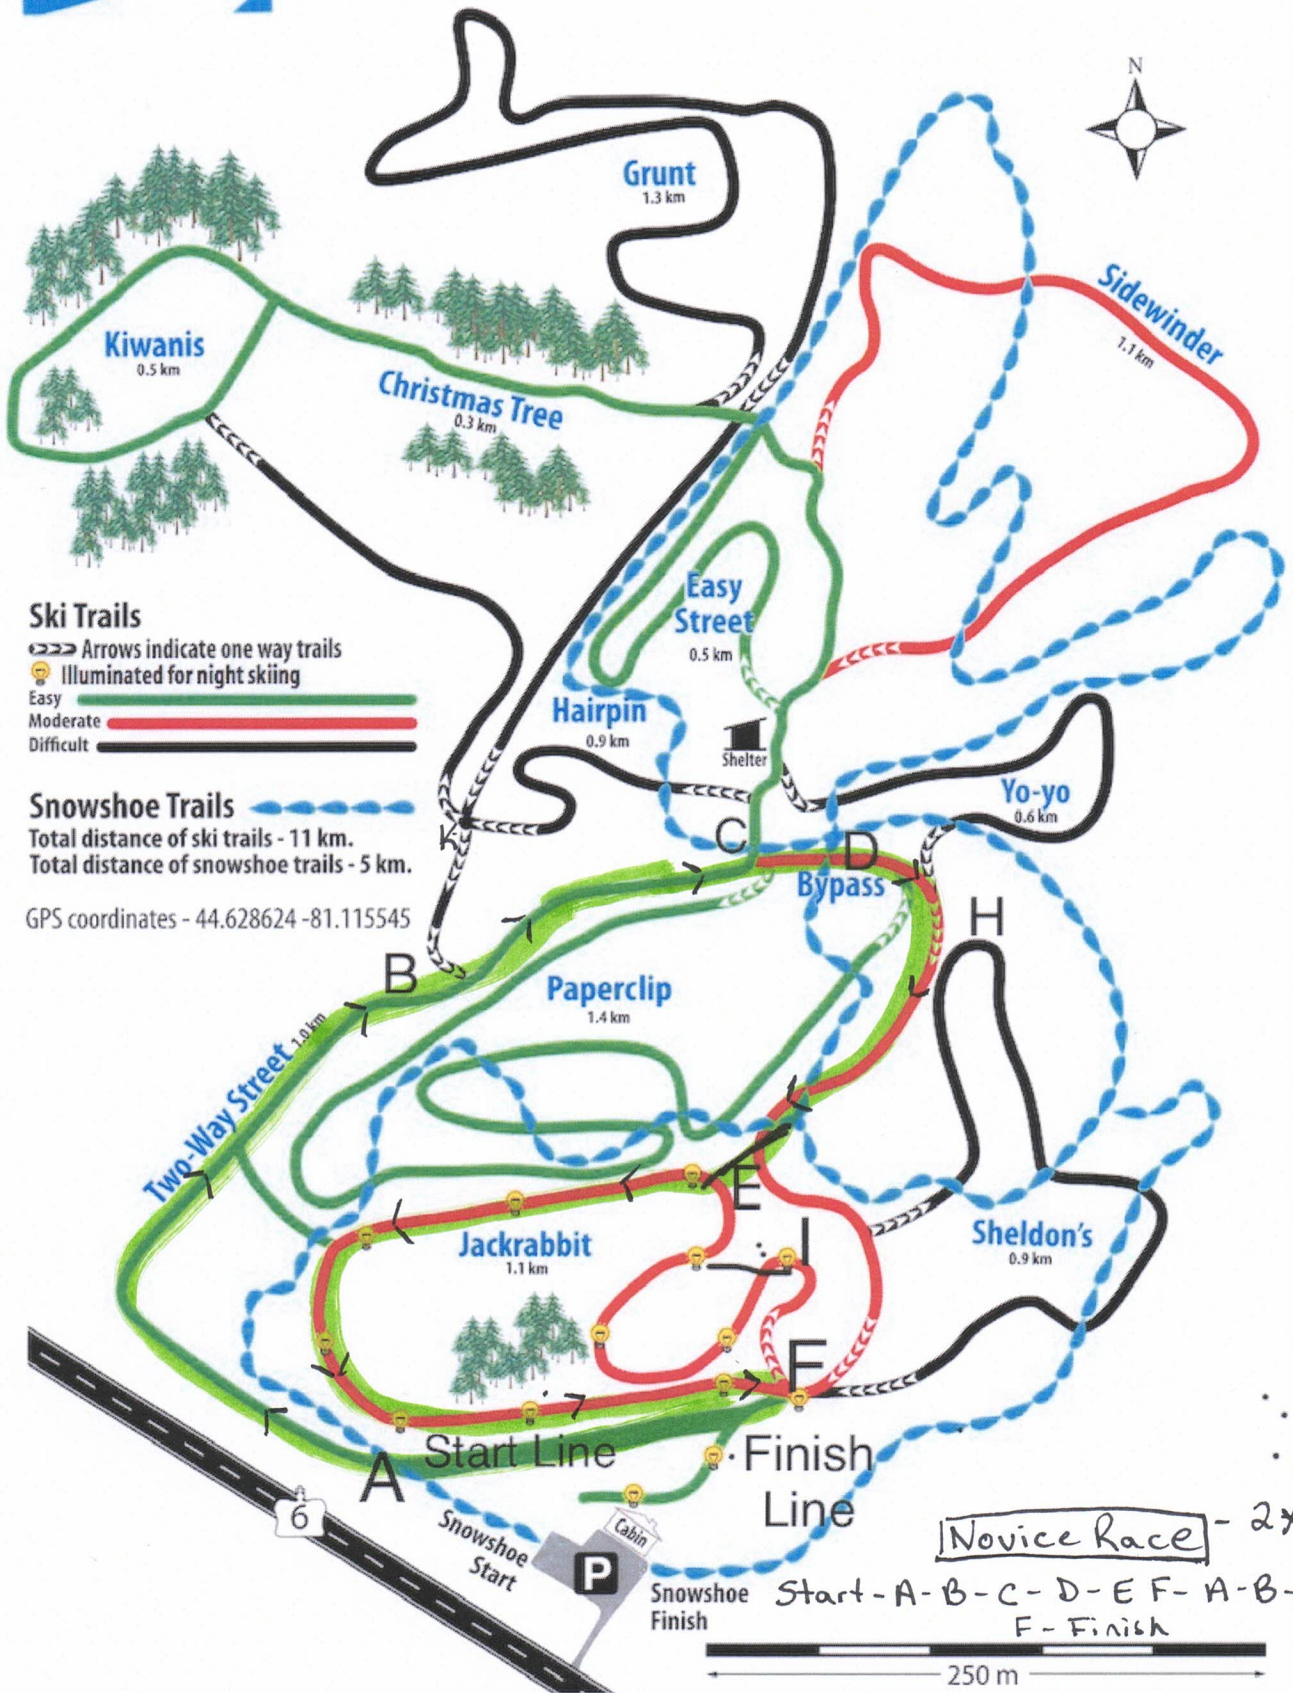 N
Grunt
1.3 km
Sidewinder
1.1 km
Kiwanis
0.5 km
Christmas Tree
0.3 km
Easy
Street
0.5 km
Ski Trails
Arrows indicate one way trails
Illuminated for night skiing
Easy
Moderate
Difficult
Hairpin
0.9 km
Shelter
Yo-yo
0.6 km
Snowshoe Trails
Total distance of ski trails - 11 km.
Total distance of snowshoe trails - 5 km.
GPS coordinates - 44.628624 -81.115545
K
C
D
Bypass
H
B
Paperclip
1.4 km
Two-Way Street 1.0 km
E
Jackrabbit
1.1 km
I
Sheldon's
0.9 km
F
Start Line
A
Finish
Line
6
Snowshoe
Start
Cabin
P
Snowshoe
Finish
Novice Race - 2x
Start - A - B - C - D - E F - A - B -
F - Finish
250 m